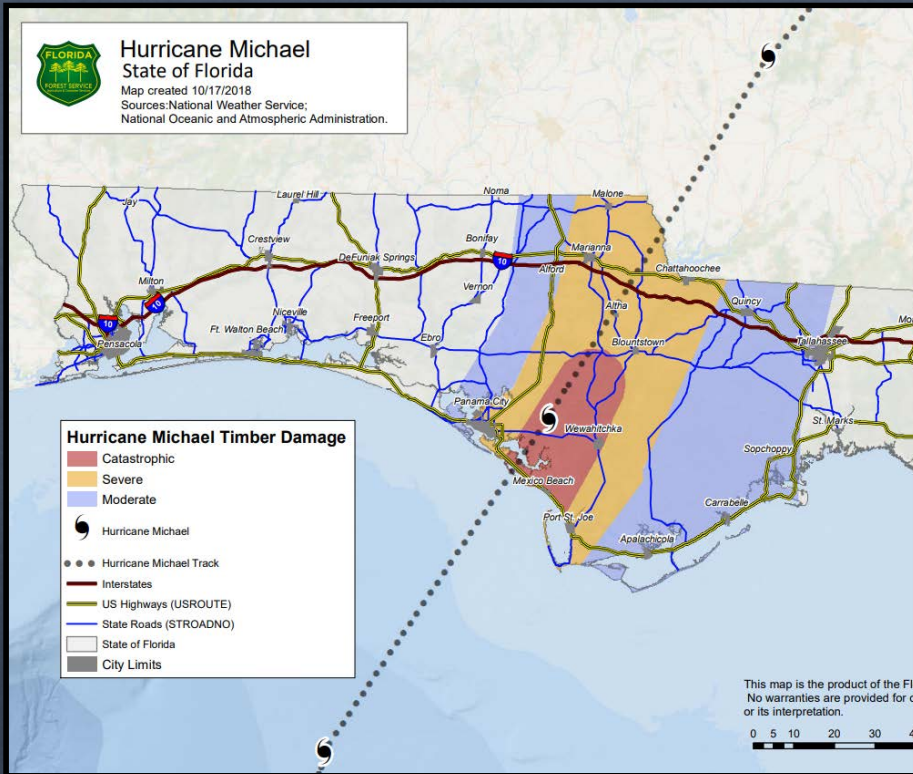 FLORIDA
FOREST SERVICE
Hurricane Michael
State of Florida
Map created 10/17/2018
Sources:National Weather Service;
National Oceanic and Atmospheric Administration.
Jay
Laurel Hill
Noma
Malone
Crestview
Bonifay
DeFuniak Springs
10
Marianna
Alford
Chattahoochee
Milton
10
Vernon
Altha
Quincy
10
Niceville
Freeport
Ft. Walton Beach
Pensacola
Ebro
Blountstown
Tallahassee
Mo
Panama City
Wewahitchka
St. Marks
Sopchoppy
Mexico Beach
Port St. Joe
Carrabelle
Apalachicola
Hurricane Michael Timber Damage
Catastrophic
Severe
Moderate
Hurricane Michael
Hurricane Michael Track
Interstates
US Highways (USROUTE)
State Roads (STROADNO)
State of Florida
City Limits
This map is the product of the Fl
No warranties are provided for
or its interpretation.
0 5 10 20 30 4